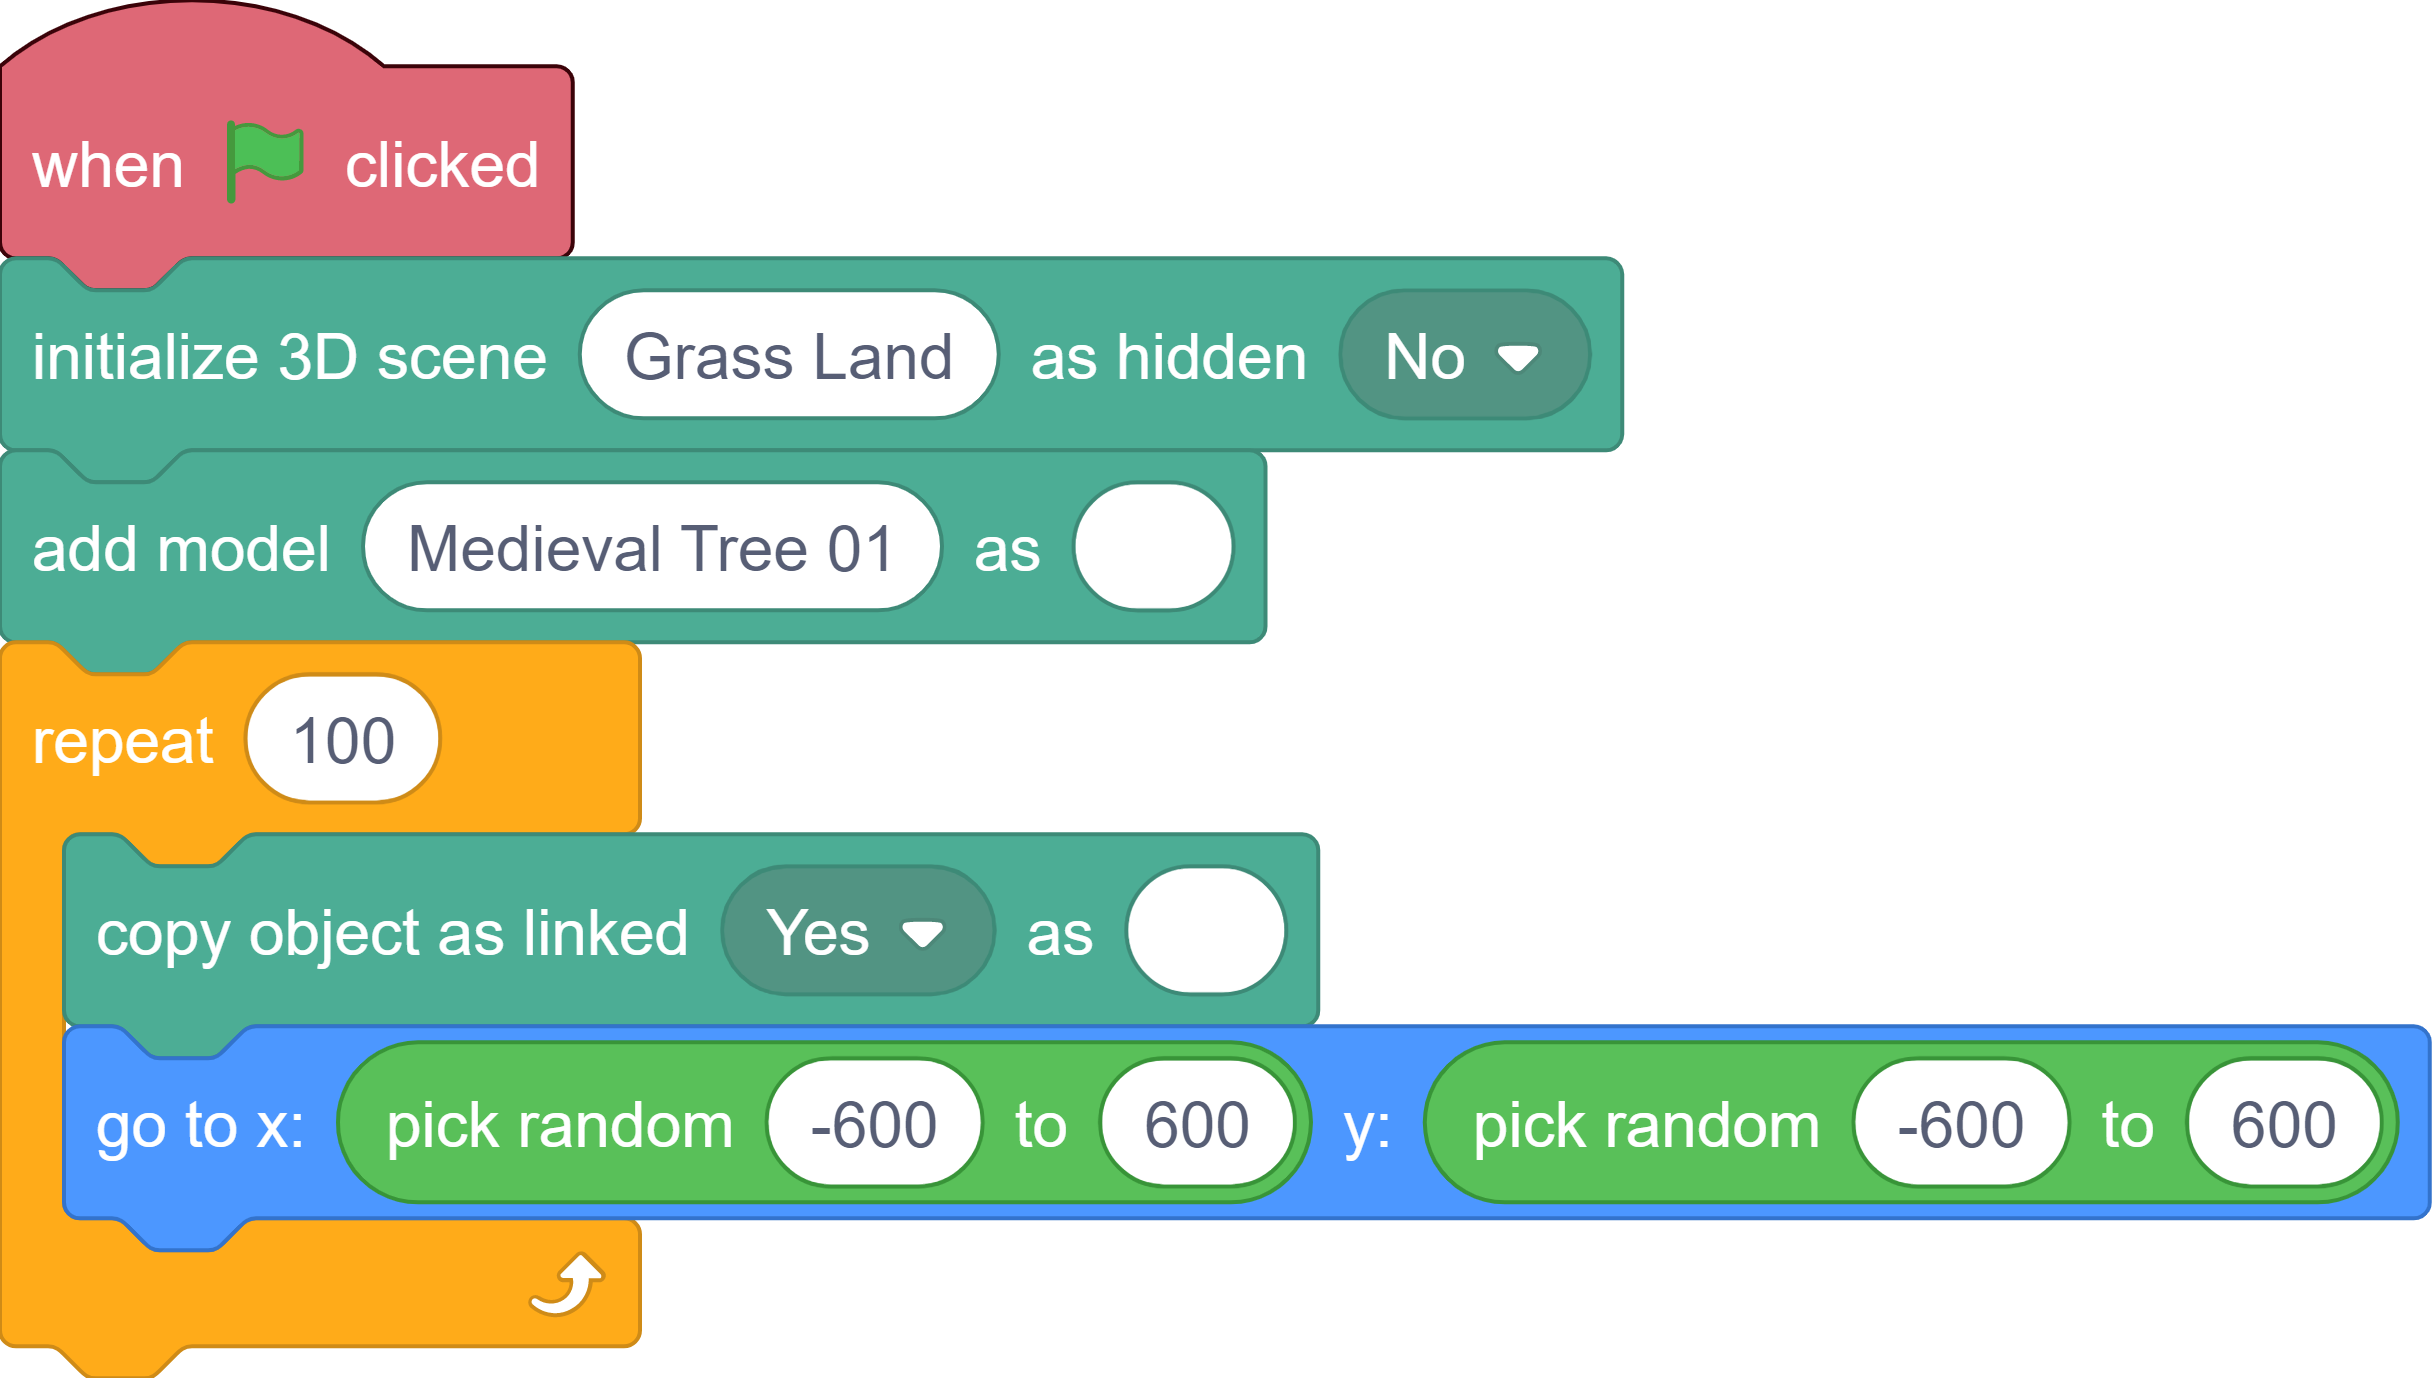 when clicked
initialize 3D scene Grass Land as hidden No
add model Medieval Tree 01 as
repeat 100
copy object as linked Yes as
go to x: pick random -600 to 600 y: pick random -600 to 600